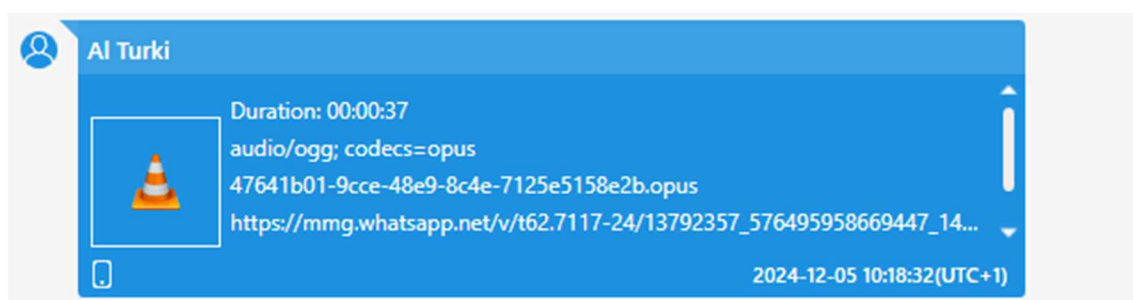 Al Turki
Duration: 00:00:37
audio/ogg; codecs=opus
47641b01-9cce-48e9-8c4e-7125e5158e2b.opus
https://mmg.whatsapp.net/v/t62.7117-24/13792357_576495958669447_14...
2024-12-05 10:18:32(UTC+1)